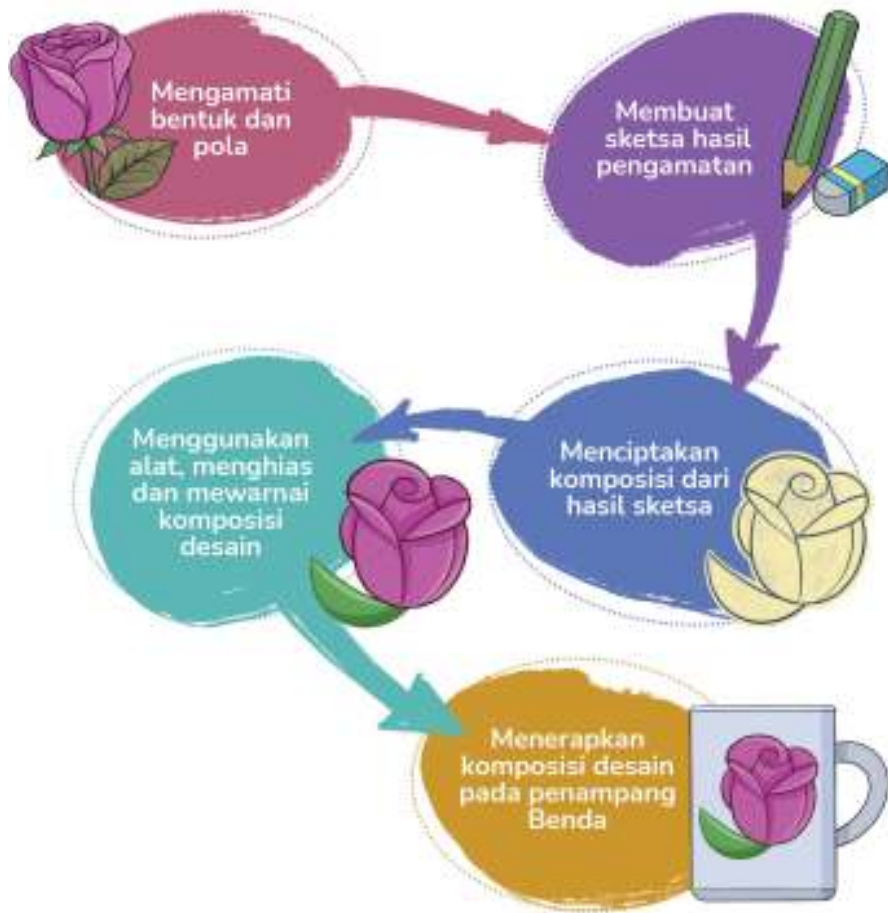 Mengamati
bentuk dan
pola
Membuat
sketsa hasil
pengamatan
Menciptakan
komposisi dari
hasil sketsa
Menggunakan
alat, menghias
dan mewarnai
komposisi
desain
Menerapkan
komposisi desain
pada penampang
Benda